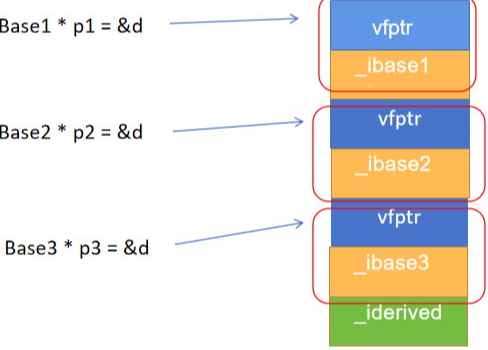 Base1 * p1 = &d
vfptr
_ibase1
Base2 * p2 = &d
vfptr
_ibase2
vfptr
Base3 * p3 = &d
_ibase3
_iderived